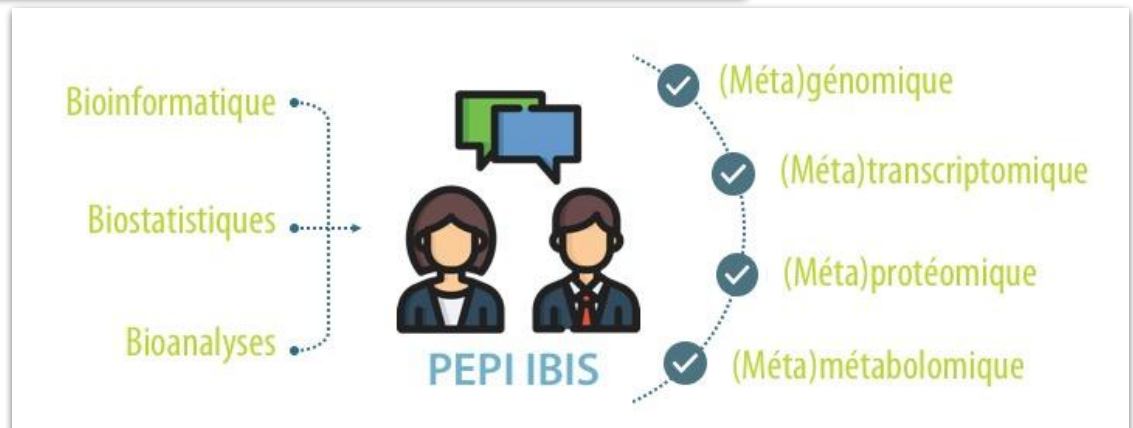 Bioinformatique
Biostatistiques
Bioanalyses
PEPI IBIS
(Méta)génomique
(Méta)transcriptomique
(Méta)protéomique
(Méta)métabolomique